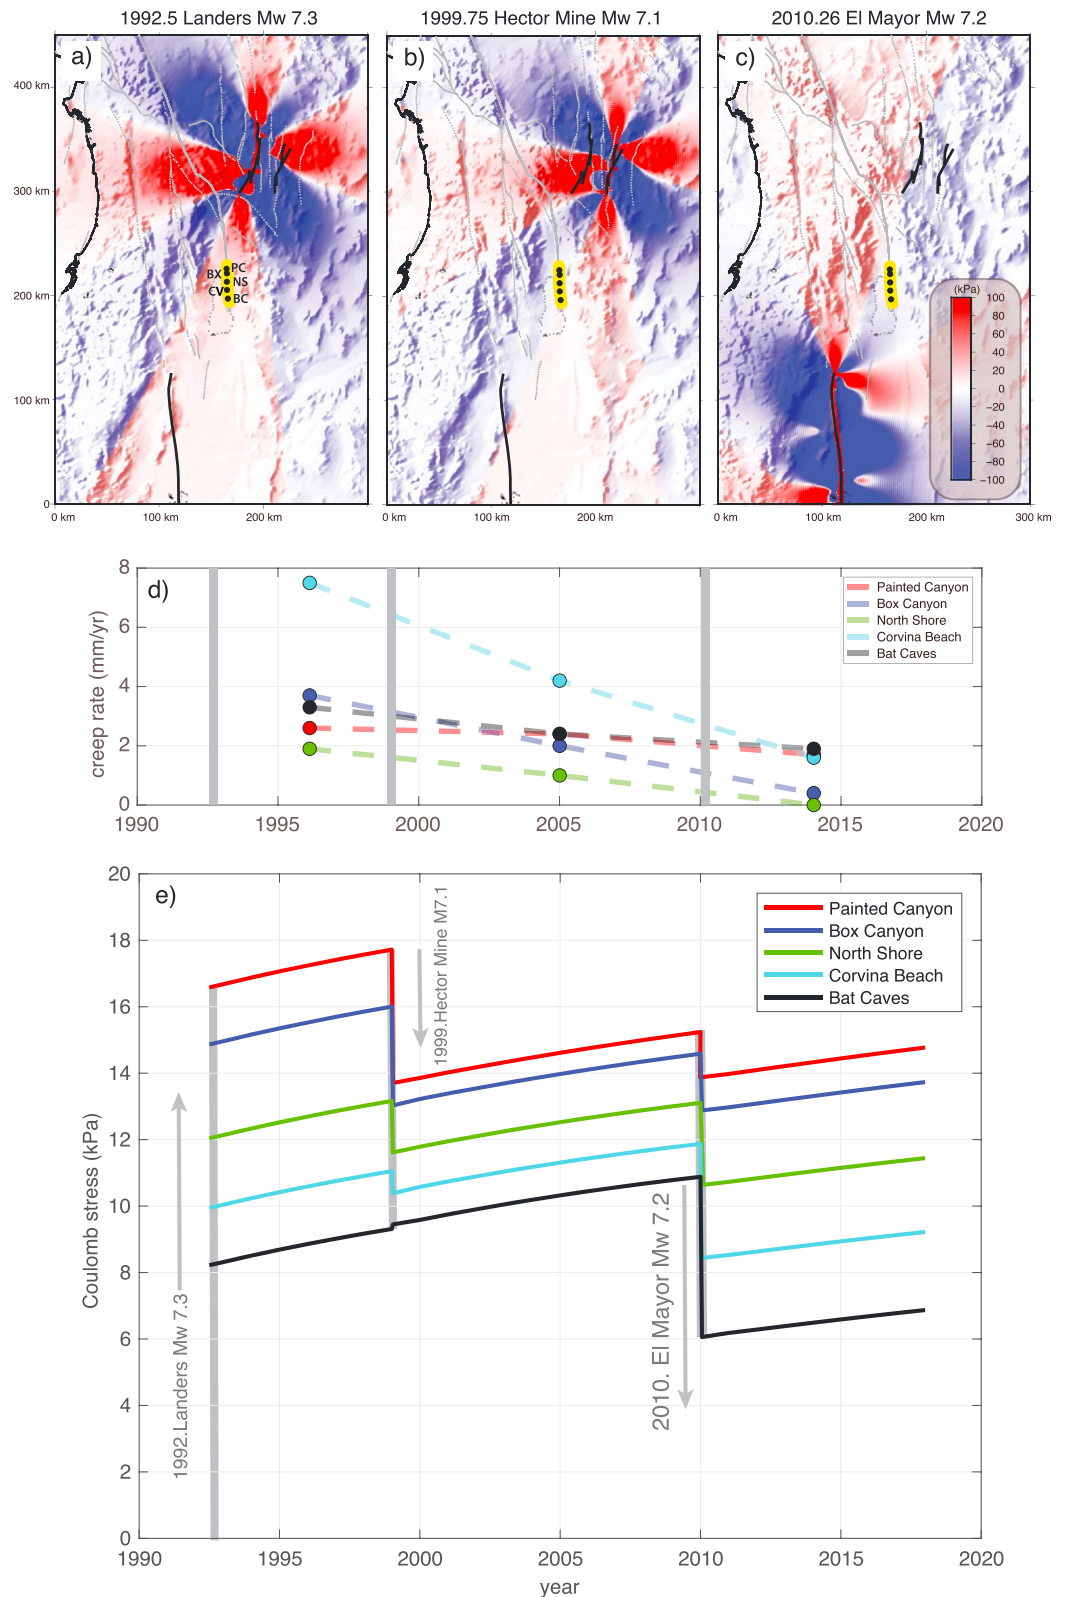 1992.5 Landers Mw 7.3
1999.75 Hector Mine Mw 7.1
2010.26 El Mayor Mw 7.2
a)
b)
c)
400 km
300 km
200 km
100 km
0
BX
PC
NS
CV
BC
(kPa)
100
80
60
40
20
0
−20
−40
−60
−80
−100
0 km
100 km
200 km
0 km
100 km
200 km
0 km
100 km
200 km
300 km
d)
creep rate (mm/yr)
8
6
4
2
0
Painted Canyon
Box Canyon
North Shore
Corvina Beach
Bat Caves
1990
1995
2000
2005
2010
2015
2020
e)
Coulomb stress (kPa)
20
18
16
14
12
10
8
6
4
2
0
1992.Landers Mw 7.3
1999.Hector Mine M7.1
2010. El Mayor Mw 7.2
Painted Canyon
Box Canyon
North Shore
Corvina Beach
Bat Caves
1990
1995
2000
2005
2010
2015
2020
year